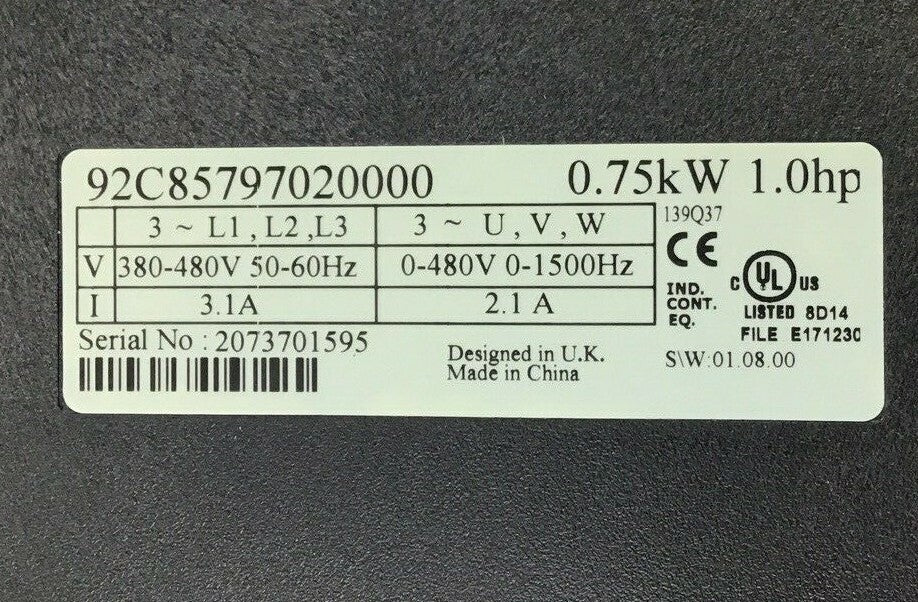 92C85797020000 0.75kW 1.0hp
3 ~ L1 , L2 ,L3 3 ~ U , V , W 139Q37
CE
V 380-480V 50-60Hz 0-480V 0-1500Hz
C UL US
I 3.1A 2.1 A
IND.
CONT.
EQ.
LISTED 8D14
FILE E171230
Serial No : 2073701595
Designed in U.K.
Made in China
S\W:01.08.00